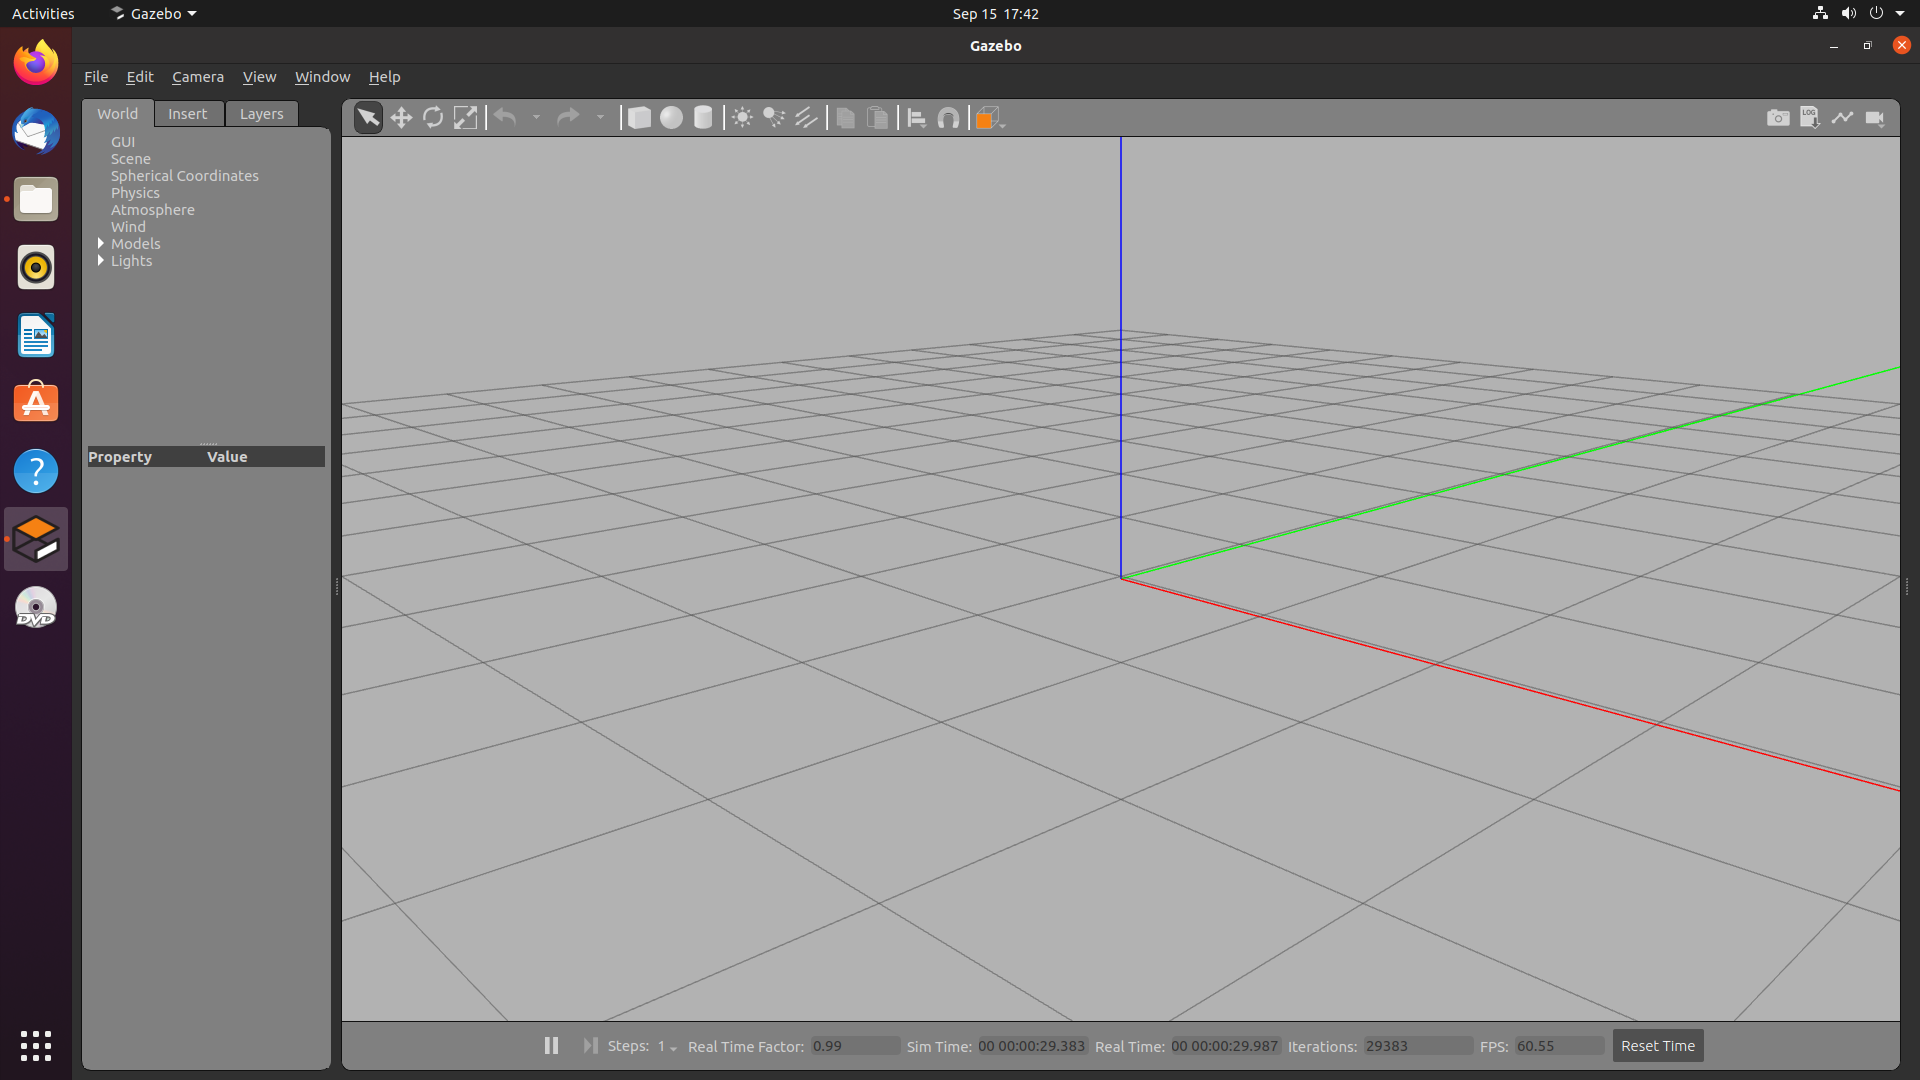 Activities Gazebo Sep 15 17:42
Gazebo
File Edit Camera View Window Help
World Insert Layers
LOG
GUI
Scene
Spherical Coordinates
Physics
Atmosphere
Wind
Models
Lights
Property Value
?
DVD
Steps: 1 Real Time Factor: 0.99 Sim Time: 00 00:00:29.383 Real Time: 00 00:00:29.987 Iterations: 29383 FPS: 60.55 Reset Time